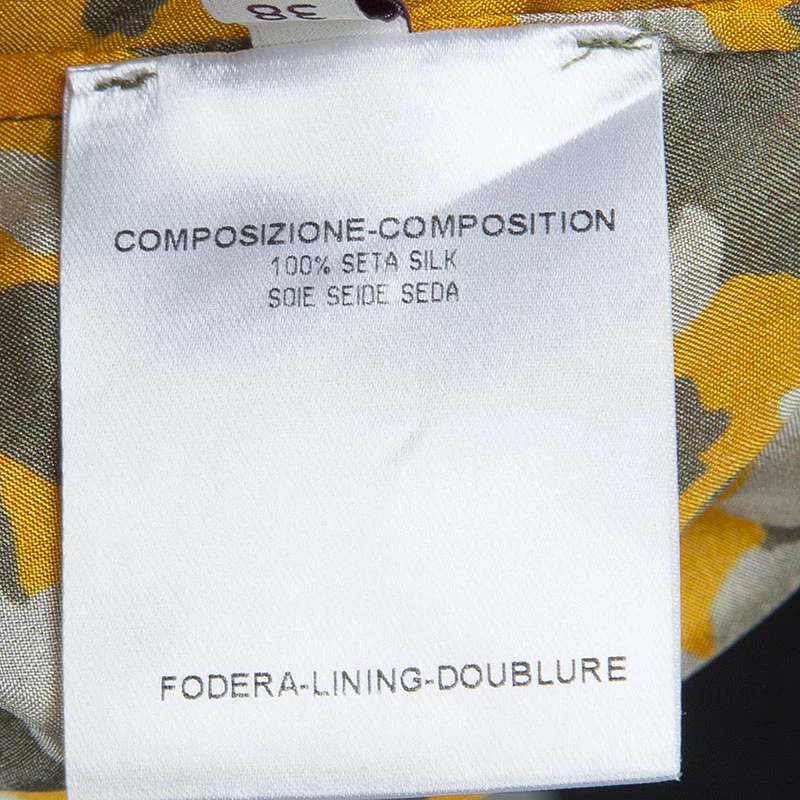 38
COMPOSIZIONE-COMPOSITION
100% SETA SILK
SOIE SEIDE SEDA
FODERA-LINING-DOUBLURE